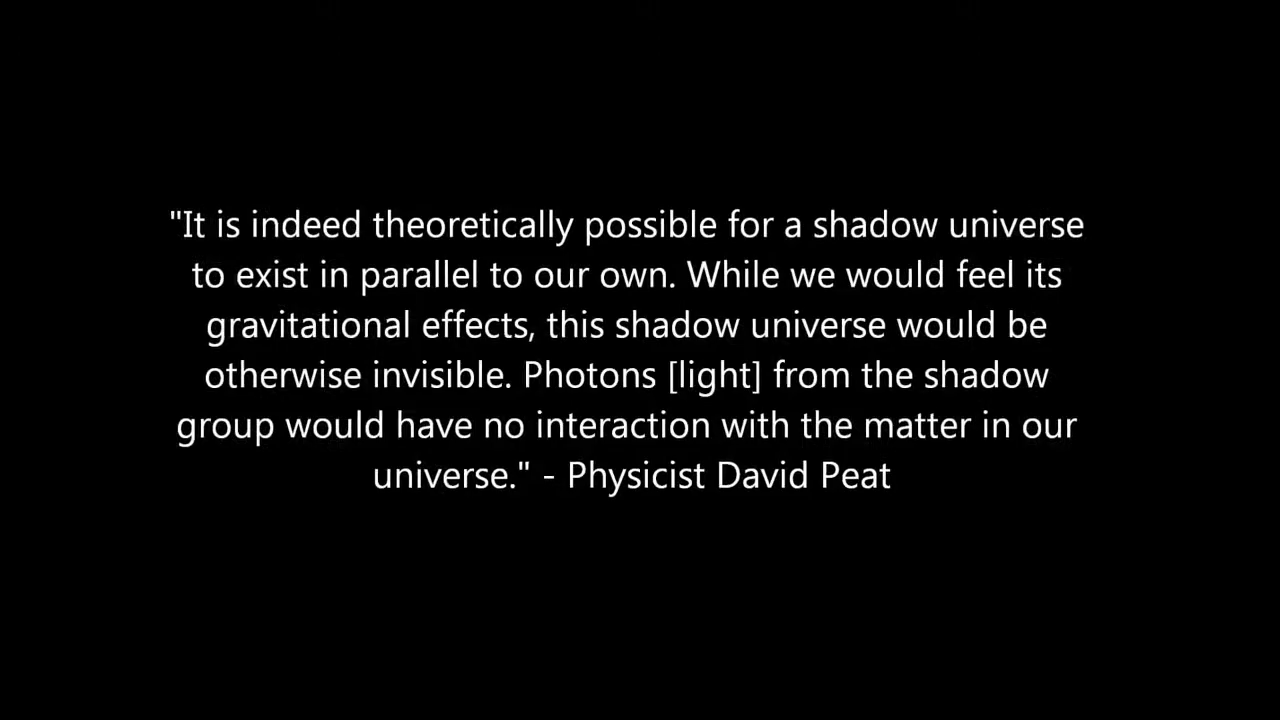 "It is indeed theoretically possible for a shadow universe
to exist in parallel to our own. While we would feel its
gravitational effects, this shadow universe would be
otherwise invisible. Photons [light] from the shadow
group would have no interaction with the matter in our
universe." - Physicist David Peat